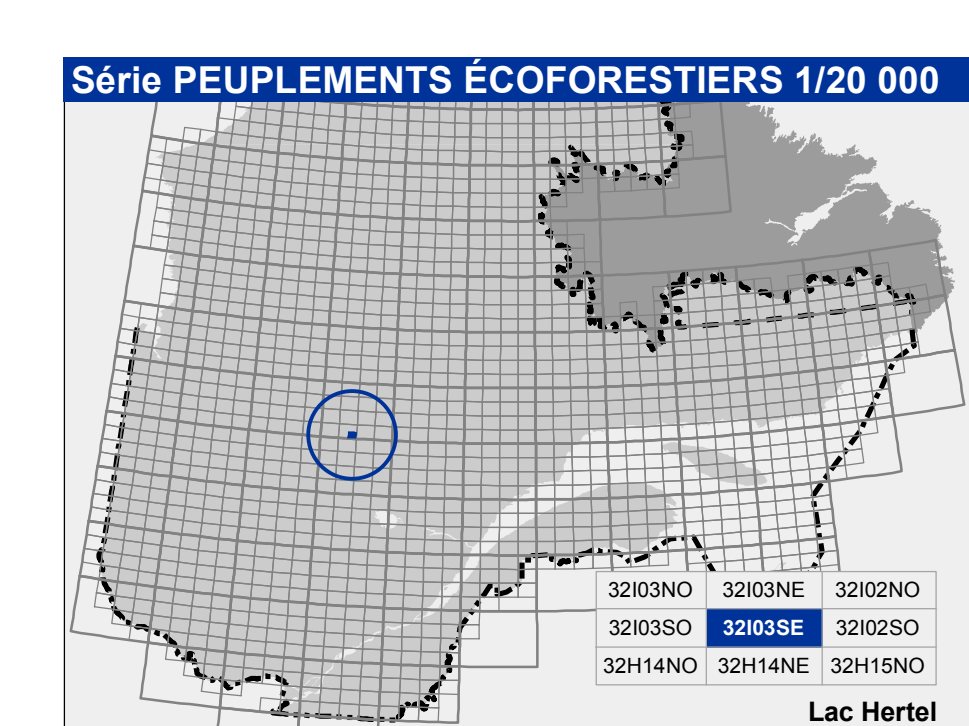 Série PEUPLEMENTS ÉCOFORESTIERS 1/20 000
32I03NO 32I03NE 32I02NO
32I03SO 32I03SE 32I02SO
32H14NO 32H14NE 32H15NO
Lac Hertel